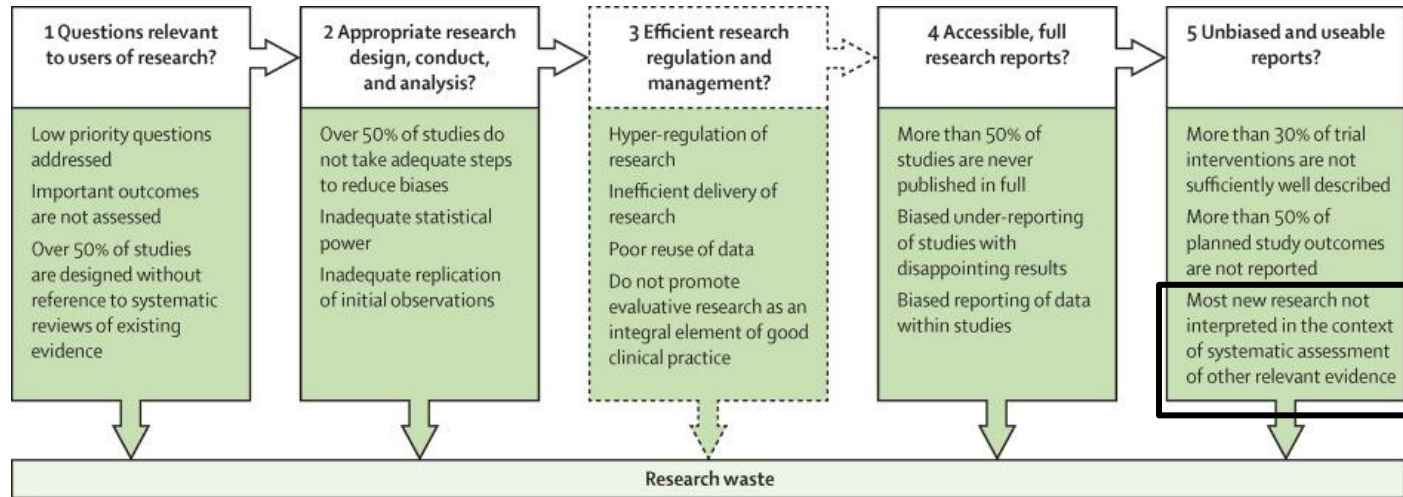 1 Questions relevant
to users of research?
Low priority questions
addressed
Important outcomes
are not assessed
Over 50% of studies
are designed without
reference to systematic
reviews of existing
evidence
2 Appropriate research
design, conduct,
and analysis?
Over 50% of studies do
not take adequate steps
to reduce biases
Inadequate statistical
power
Inadequate replication
of initial observations
3 Efficient research
regulation and
management?
Hyper-regulation of
research
Inefficient delivery of
research
Poor reuse of data
Do not promote
evaluative research as an
integral element of good
clinical practice
4 Accessible, full
research reports?
More than 50% of
studies are never
published in full
Biased under-reporting
of studies with
disappointing results
Biased reporting of data
within studies
5 Unbiased and useable
reports?
More than 30% of trial
interventions are not
sufficiently well described
More than 50% of
planned study outcomes
are not reported
Most new research not
interpreted in the context
of systematic assessment
of other relevant evidence
Research waste